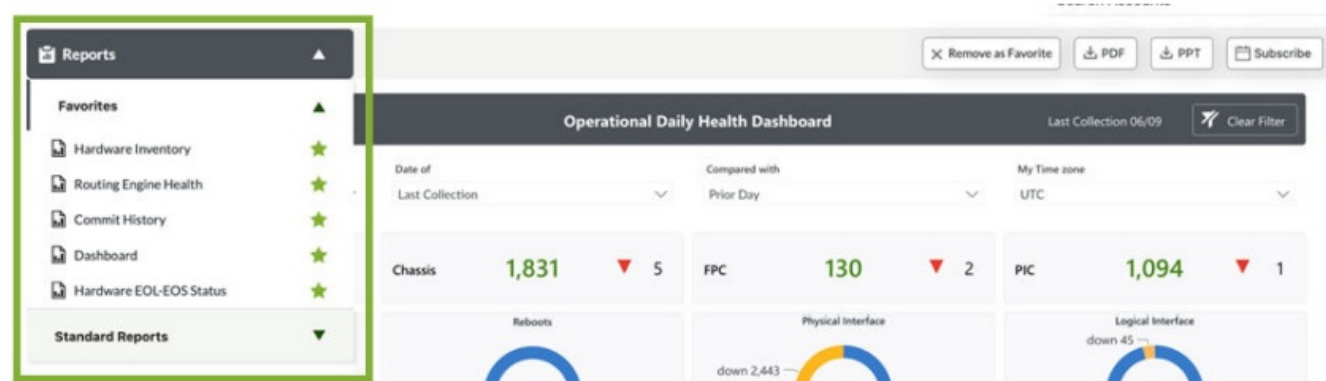 Reports
Favorites
Hardware Inventory
Routing Engine Health
Commit History
Dashboard
Hardware EOL-EOS Status
Standard Reports
Remove as Favorite
PDF
PPT
Subscribe
Operational Daily Health Dashboard
Last Collection 06/09
Clear Filter
Date of
Last Collection
Compared with
Prior Day
My Time zone
UTC
Chassis 1,831 5
FPC 130 2
PIC 1,094 1
Reboots
Physical Interface
down 2,443
Logical Interface
down 45